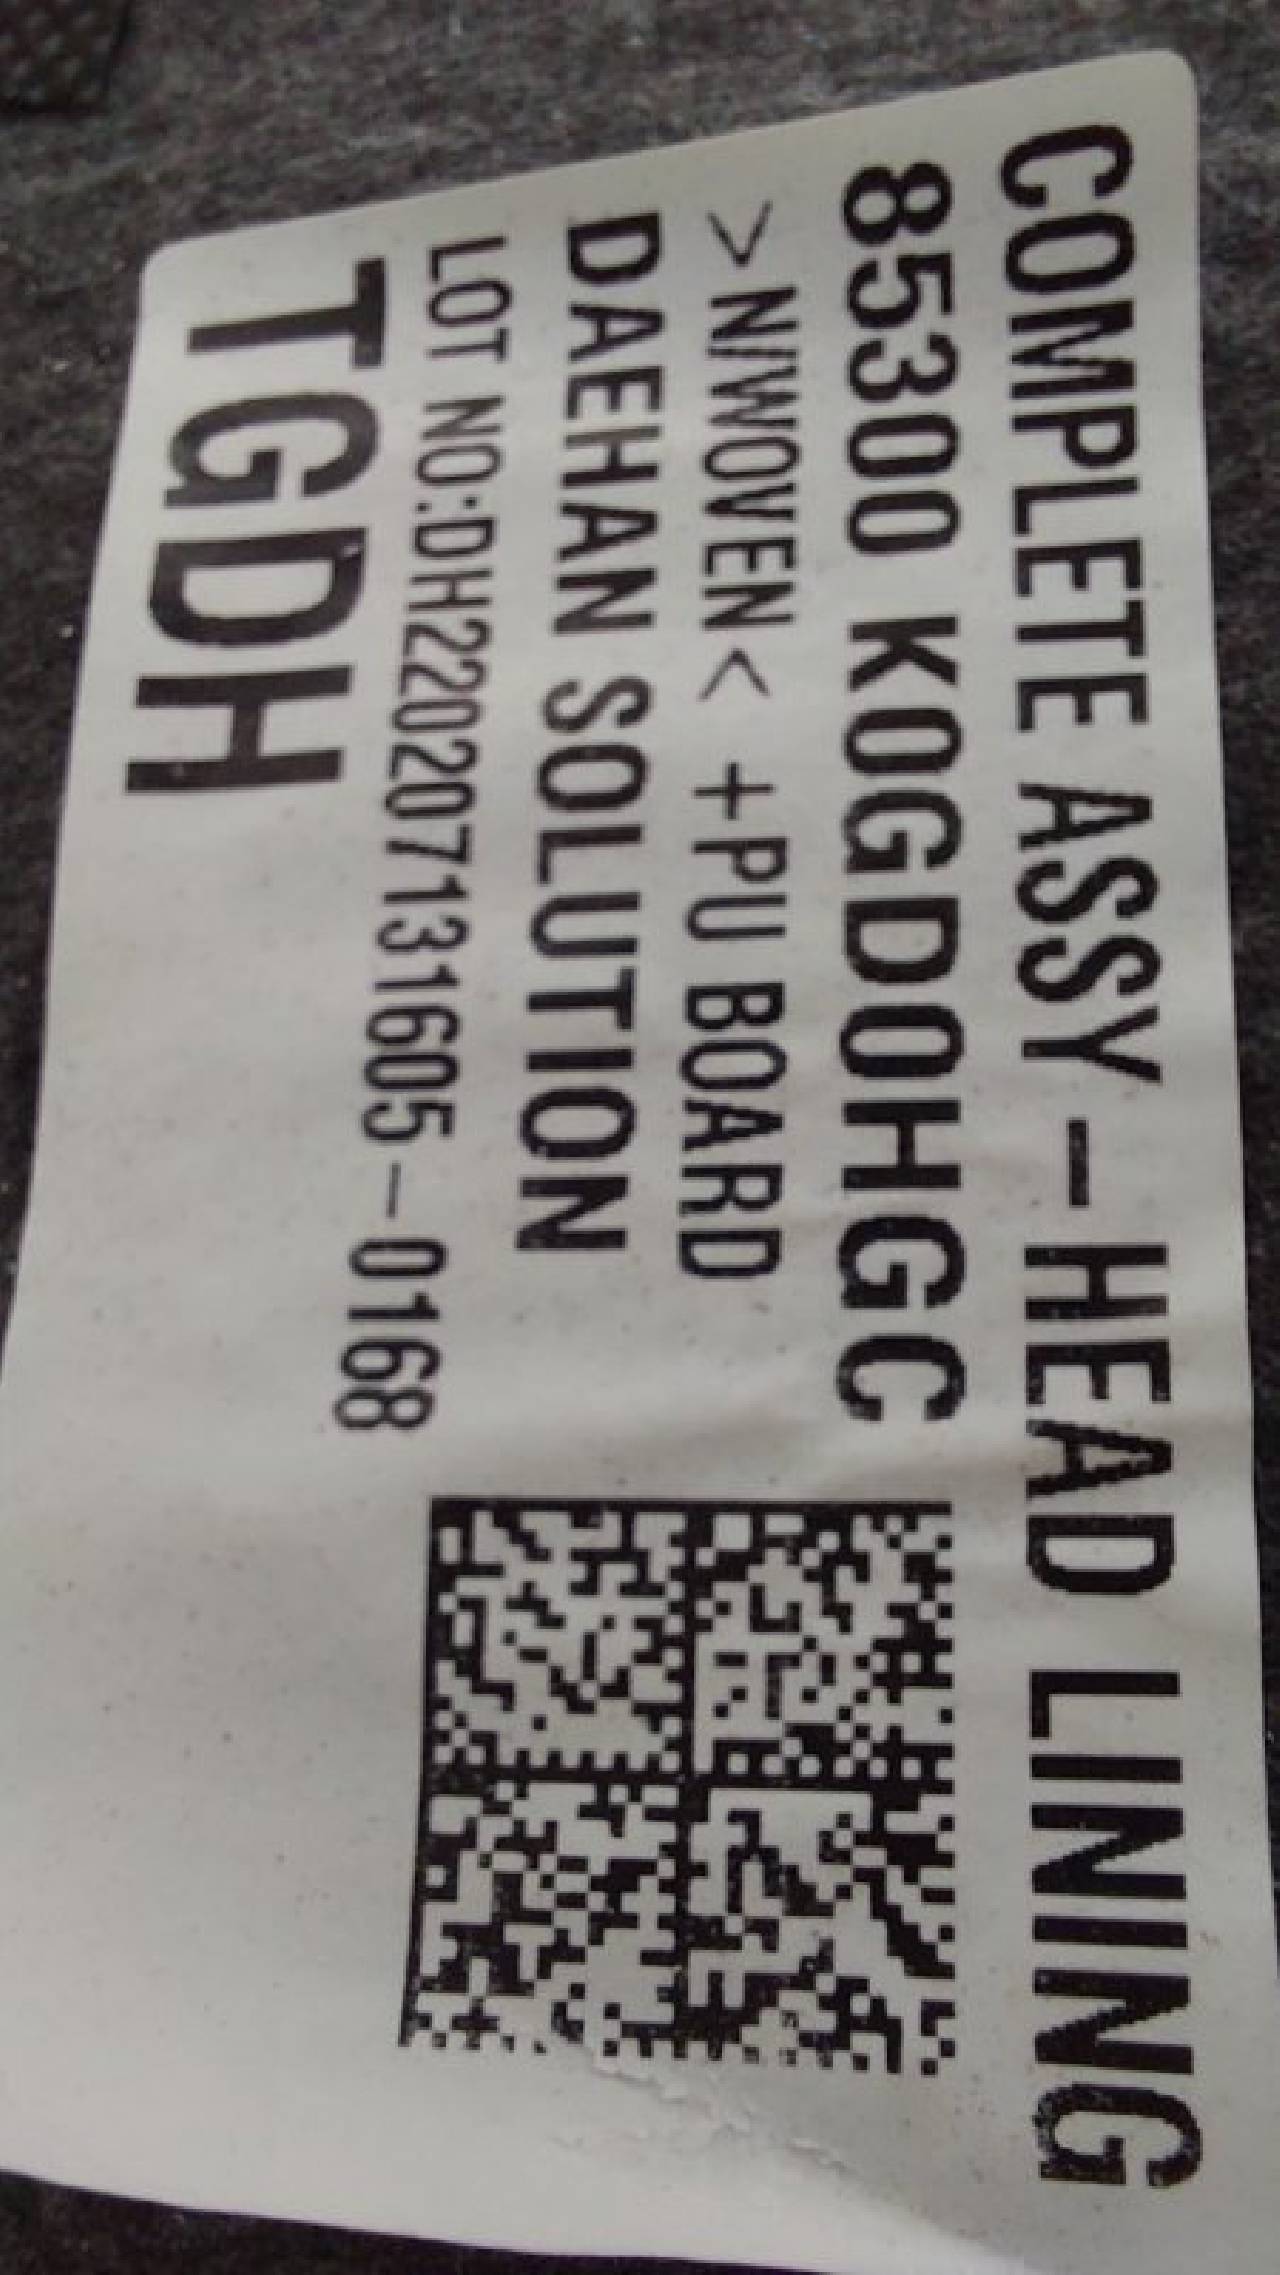 COMPLETE ASSY - HEAD LINING
85300 K0GD0HGC
>N/WOVEN< +PU BOARD
DAEHAN SOLUTION
LOT NO:DH220207131605-0168
TGDH